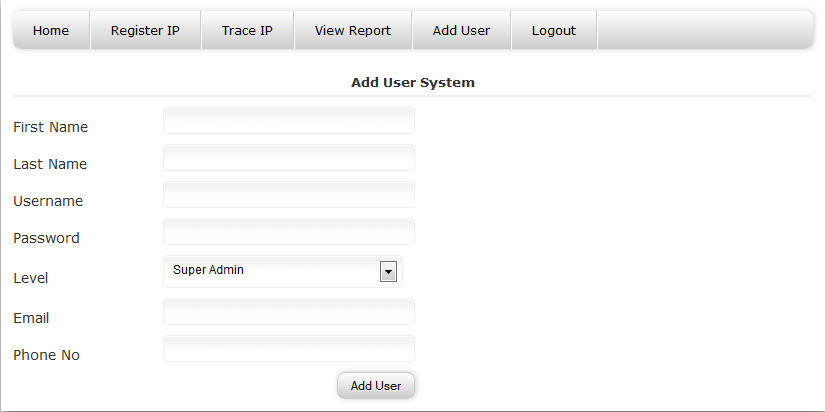 Home Register IP Trace IP View Report Add User Logout
Add User System
First Name
Last Name
Username
Password
Level Super Admin
Email
Phone No
Add User